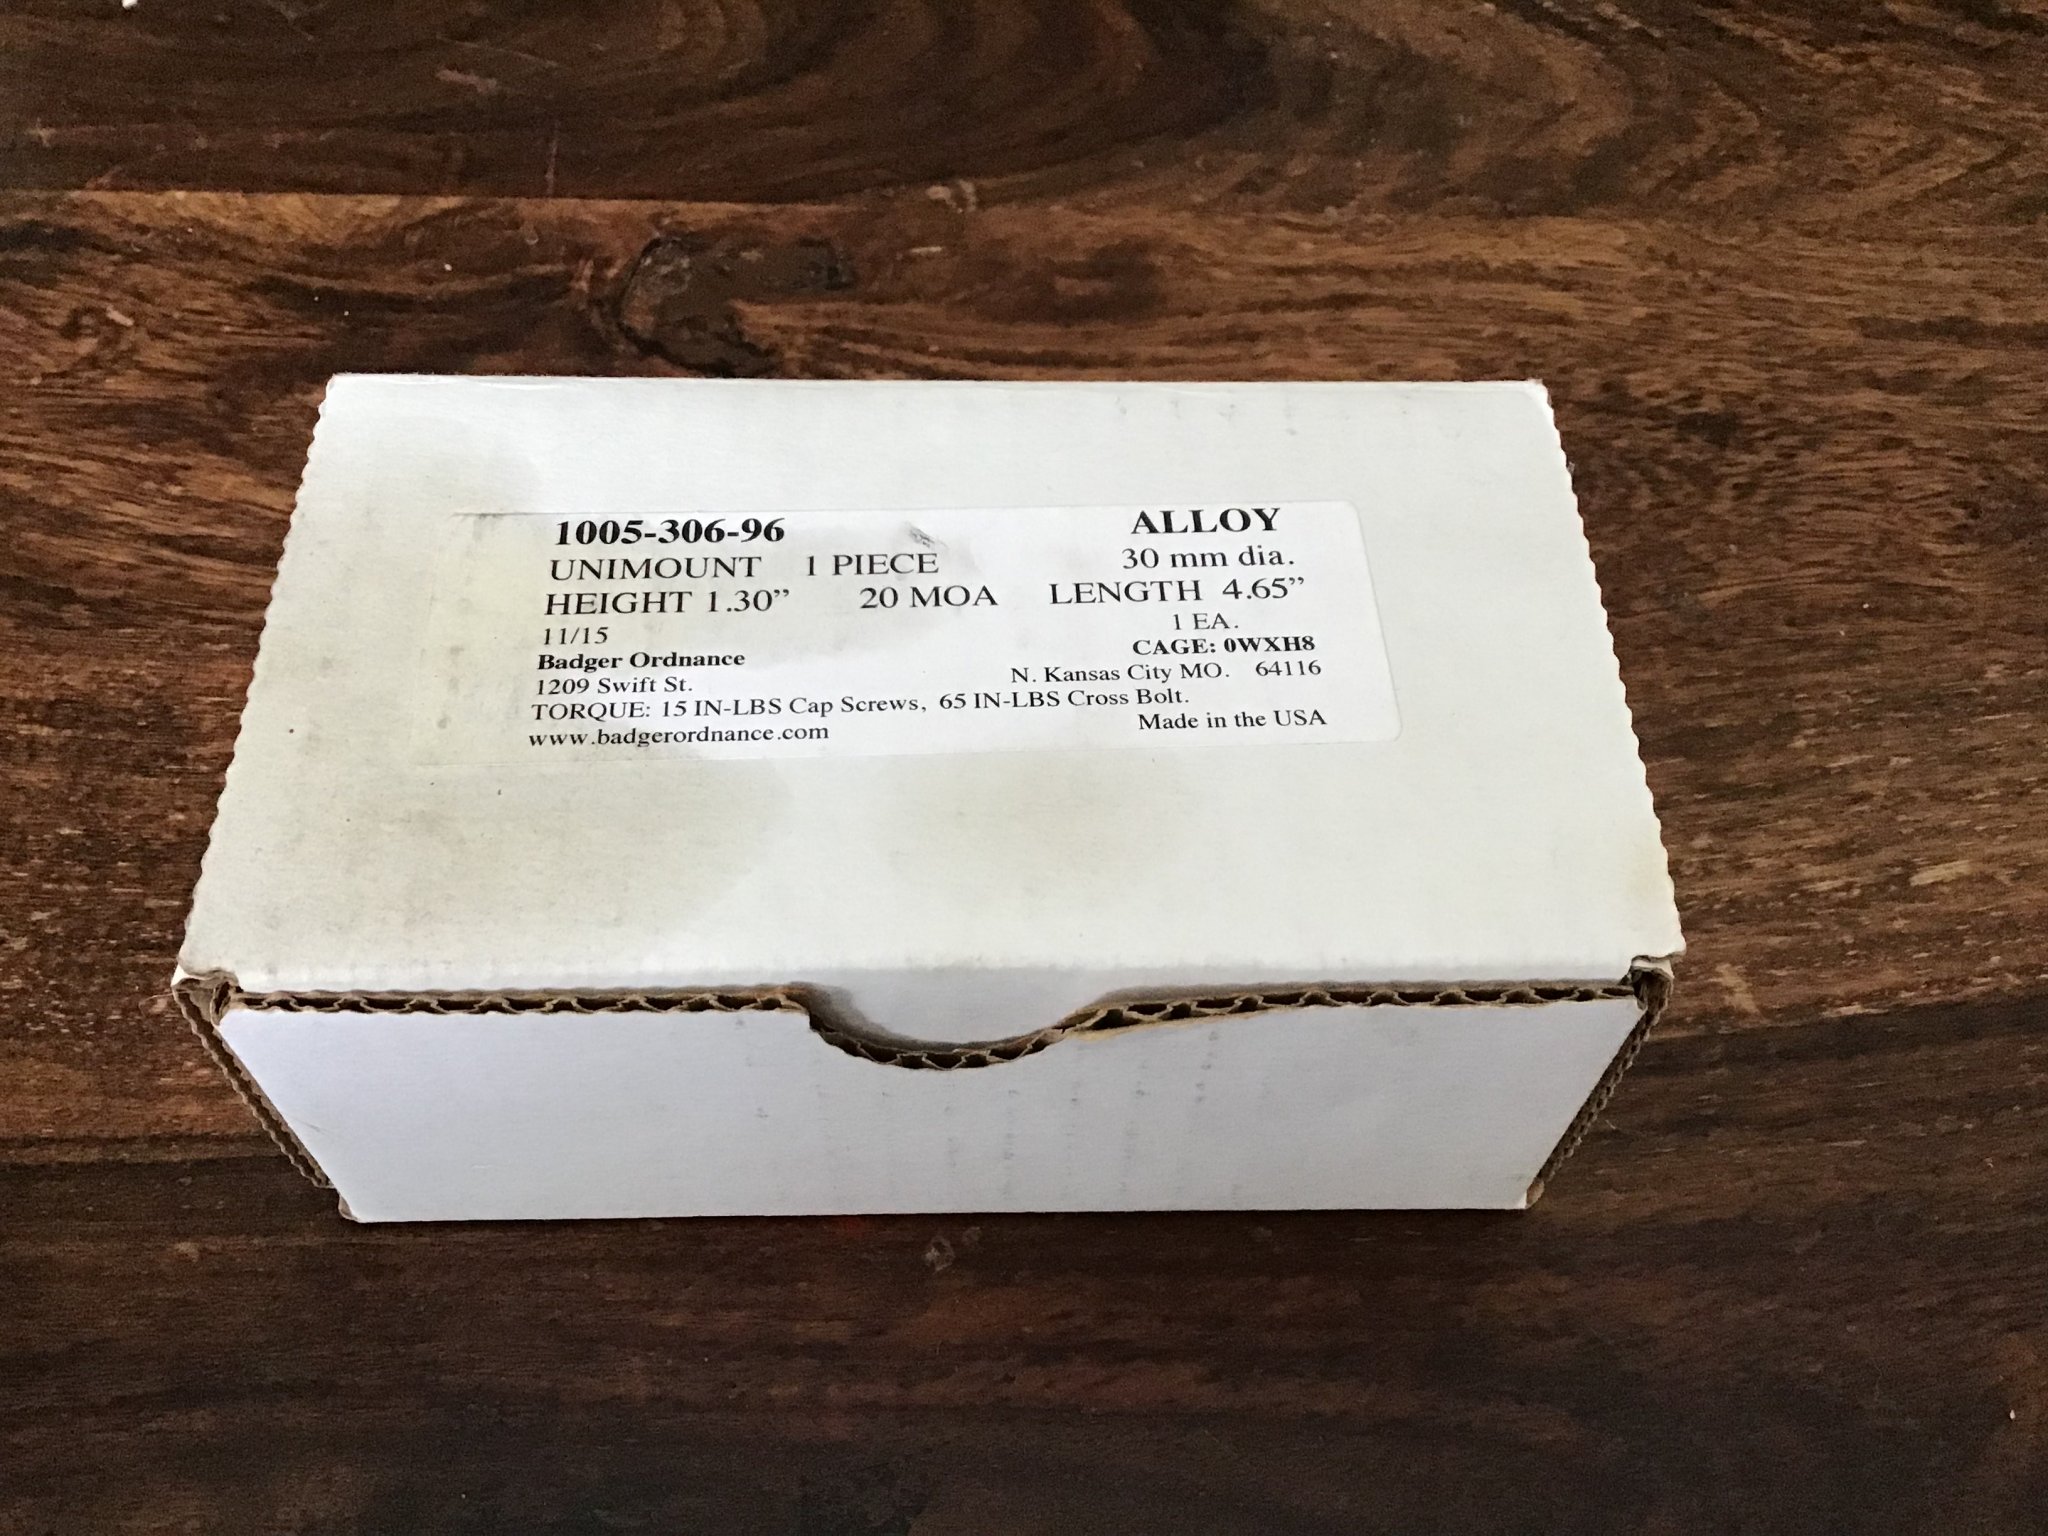 1005-306-96 ALLOY
UNIMOUNT 1 PIECE 30 mm dia.
HEIGHT 1.30” 20 MOA LENGTH 4.65”
11/15 1 EA.
Badger Ordnance CAGE: 0WXH8
1209 Swift St. N. Kansas City MO. 64116
TORQUE: 15 IN-LBS Cap Screws, 65 IN-LBS Cross Bolt.
www.badgerordnance.com Made in the USA